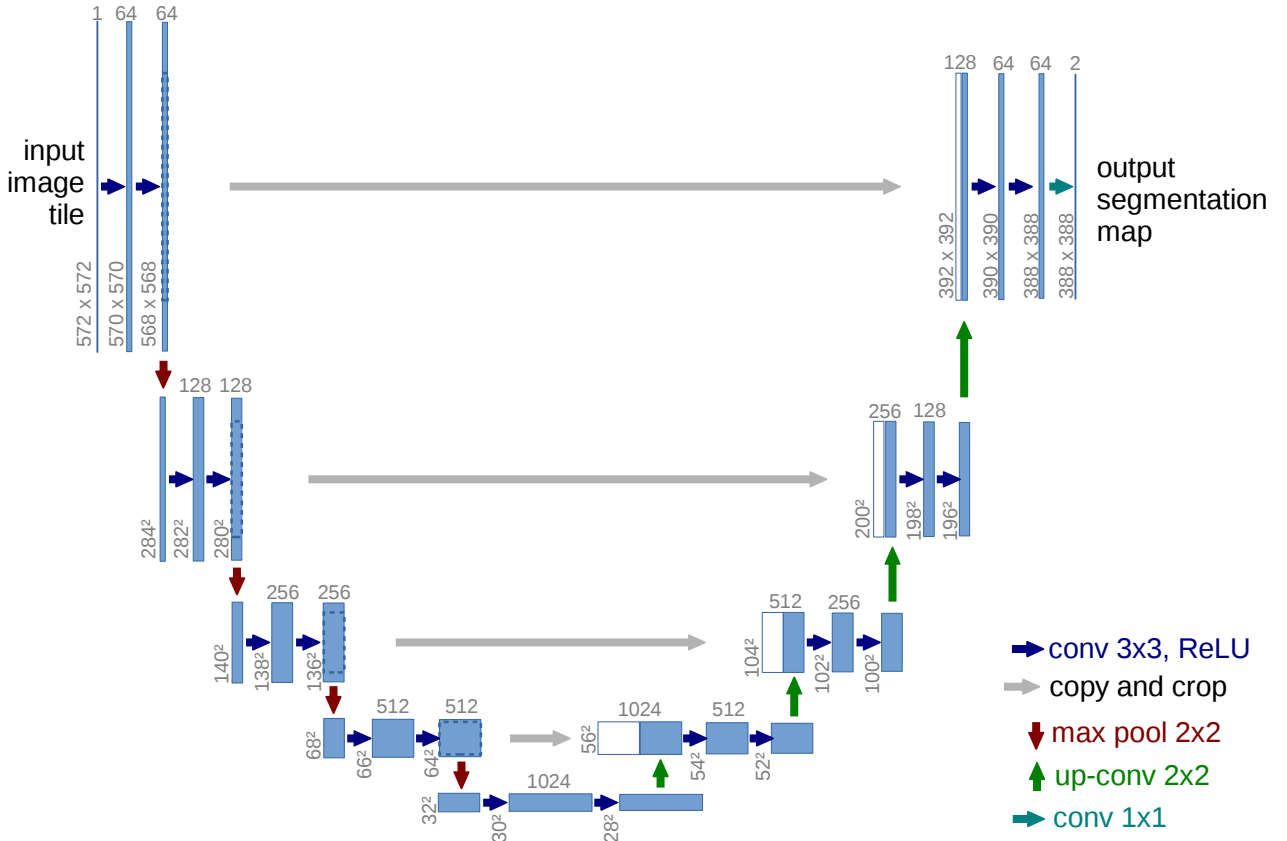 1 64 64
input
image
tile
572 x 572
570 x 570
568 x 568
128 64 64 2
output
segmentation
map
392 x 392
390 x 390
388 x 388
388 x 388
128 128
284²
282²
280²
256 128
200²
198²
196²
256 256
140²
138²
136²
512 256
104²
102²
100²
512 512
68²
66²
64²
1024 512
56²
54²
52²
1024
32²
30²
28²
conv 3x3, ReLU
copy and crop
max pool 2x2
up-conv 2x2
conv 1x1